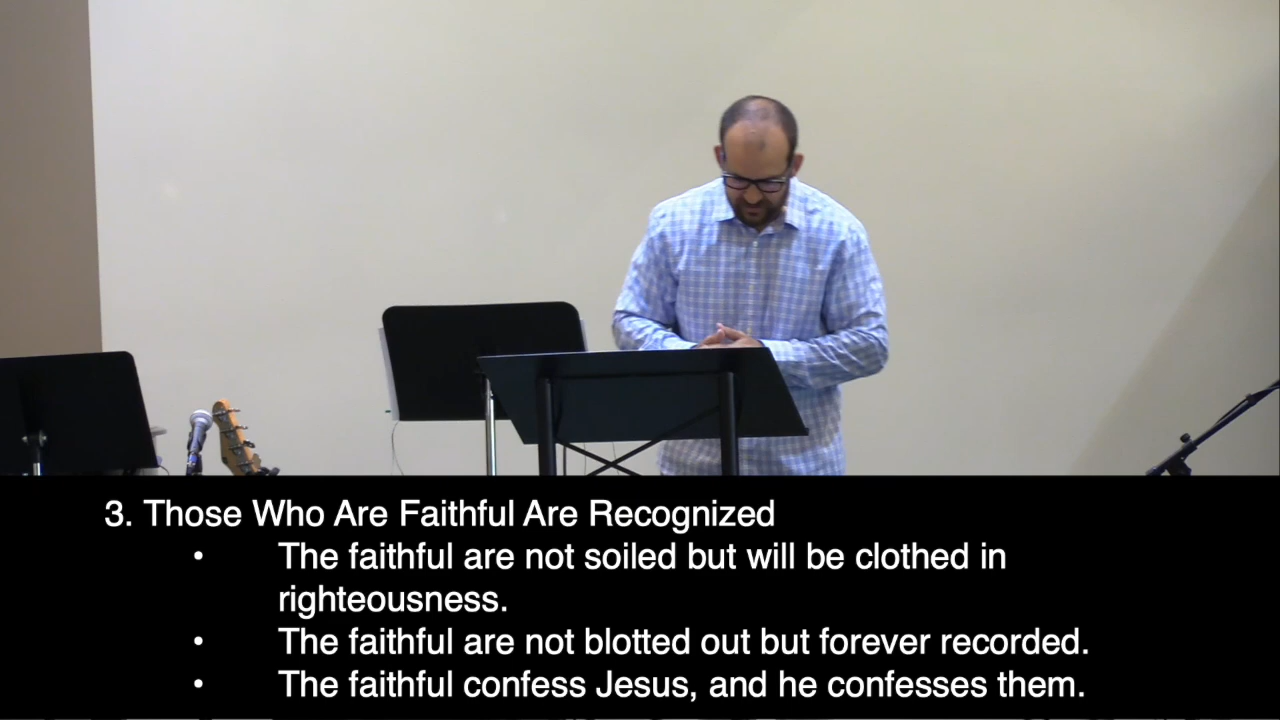 3. Those Who Are Faithful Are Recognized
• The faithful are not soiled but will be clothed in
righteousness.
• The faithful are not blotted out but forever recorded.
• The faithful confess Jesus, and he confesses them.